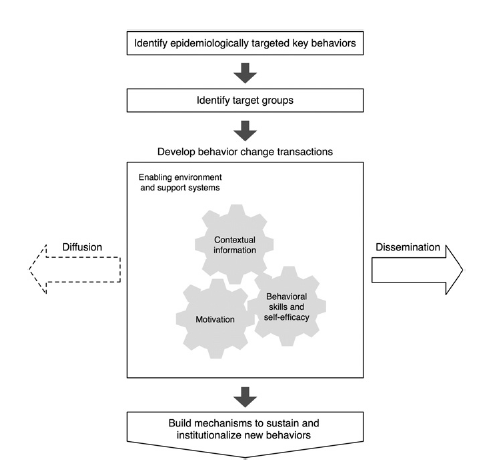 Identify epidemiologically targeted key behaviors
Identify target groups
Develop behavior change transactions
Enabling environment
and support systems
Contextual
information
Diffusion
Dissemination
Motivation
Behavioral
skills and
self-efficacy
Build mechanisms to sustain and
institutionalize new behaviors